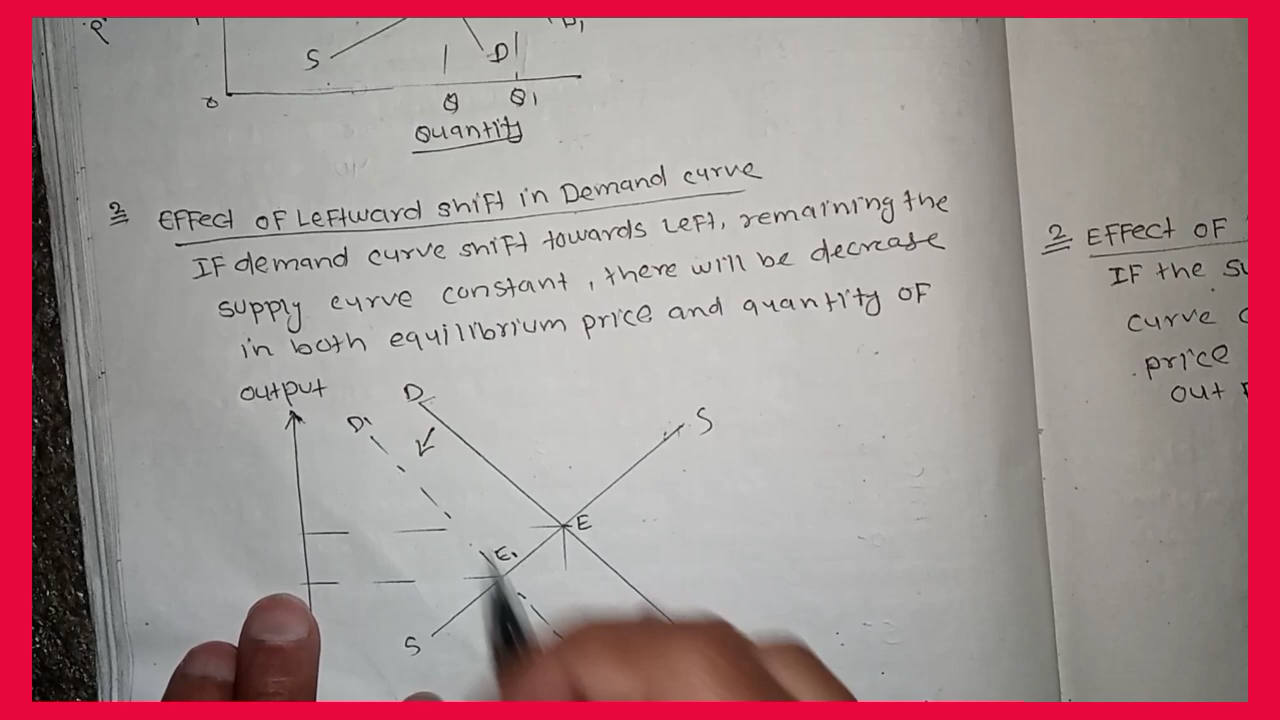 P
S
D
D1
0
Q
Q1
Quantity
2
Effect of Leftward shift in Demand curve
If demand curve shift towards left, remaining the
supply curve constant, there will be decrease
in both equilibrium price and quantity of
output
D
D1
S
E
E1
S
2
Effect of
If the su
curve
price
out